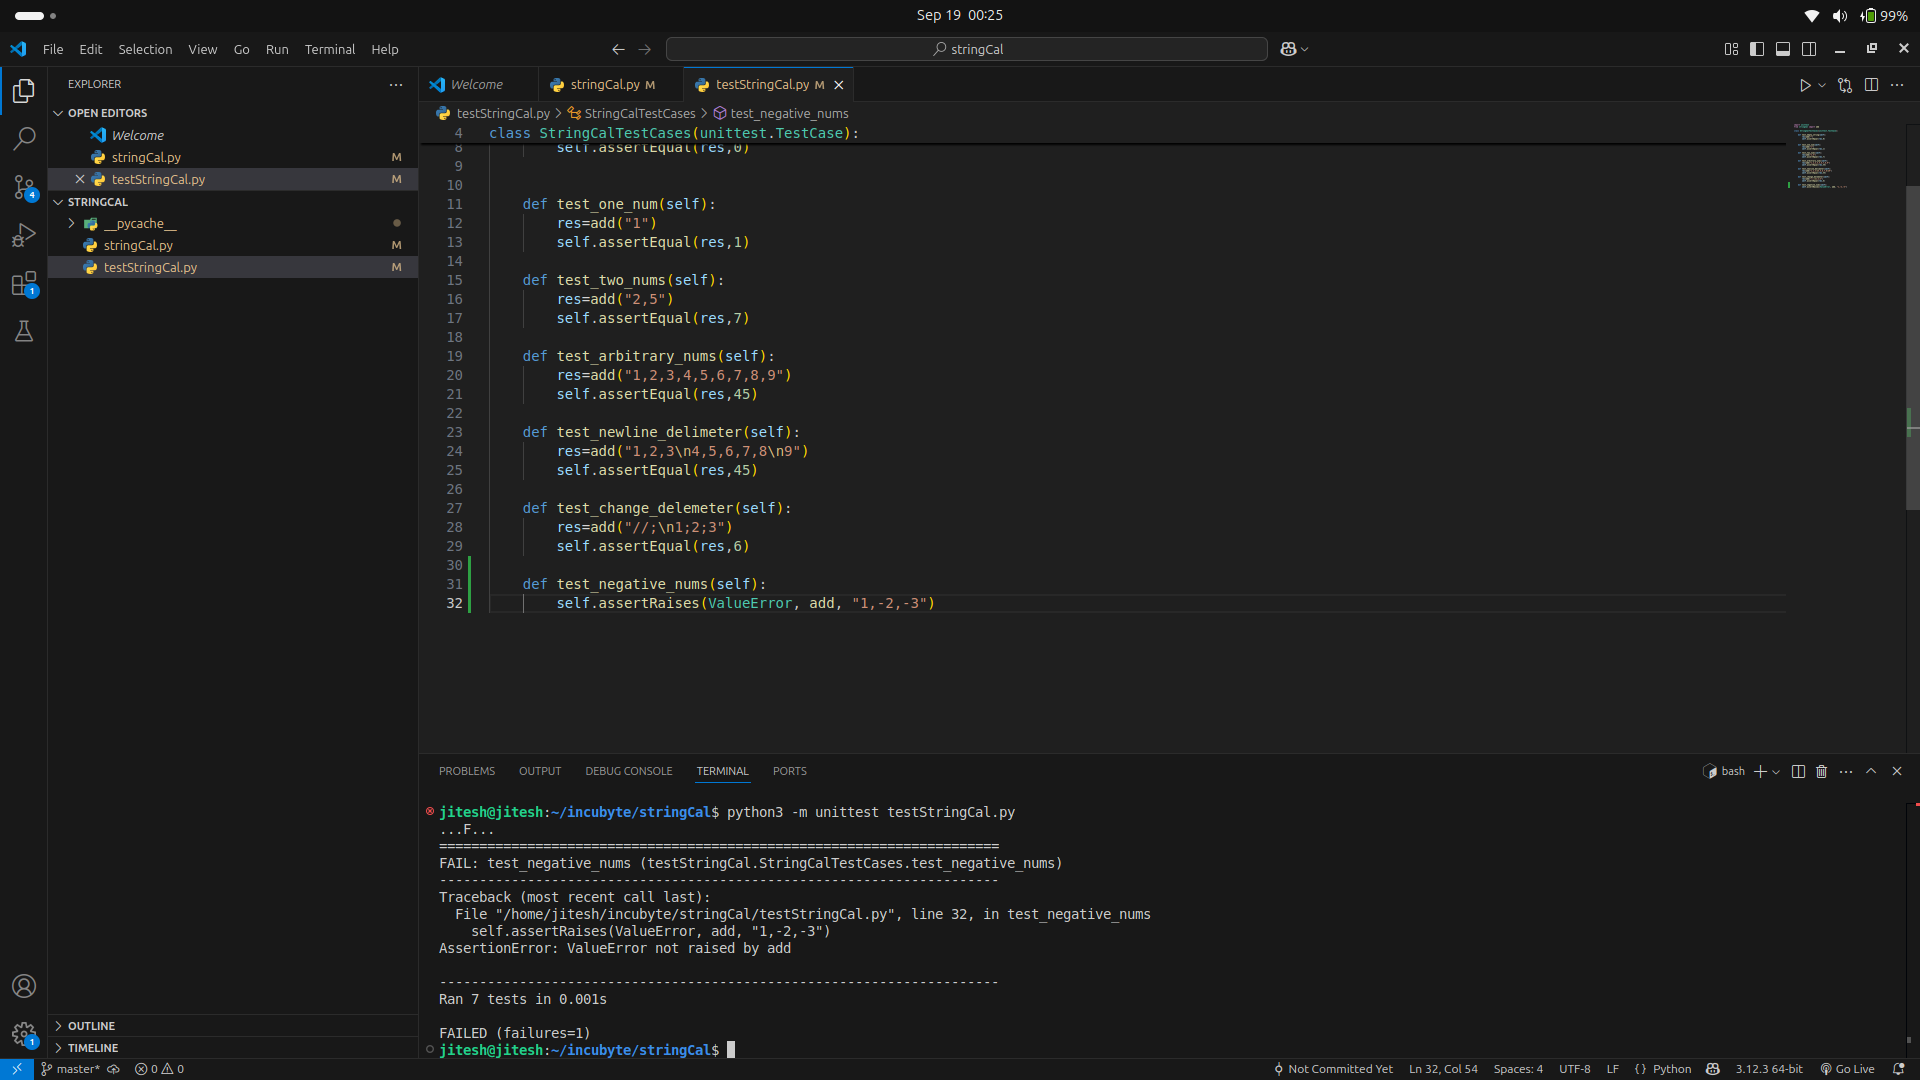 Sep 19 00:25
99%
File Edit Selection View Go Run Terminal Help
stringCal
EXPLORER
OPEN EDITORS
Welcome
stringCal.py M
testStringCal.py M
STRINGCAL
__pycache__
stringCal.py M
testStringCal.py M
OUTLINE
TIMELINE
4
1
1
Welcome stringCal.py M testStringCal.py M
testStringCal.py > StringCalTestCases > test_negative_nums
4 class StringCalTestCases(unittest.TestCase):
8 self.assertEqual(res,0)
9
10
11 def test_one_num(self):
12 res=add("1")
13 self.assertEqual(res,1)
14
15 def test_two_nums(self):
16 res=add("2,5")
17 self.assertEqual(res,7)
18
19 def test_arbitrary_nums(self):
20 res=add("1,2,3,4,5,6,7,8,9")
21 self.assertEqual(res,45)
22
23 def test_newline_delimeter(self):
24 res=add("1,2,3\n4,5,6,7,8\n9")
25 self.assertEqual(res,45)
26
27 def test_change_delemeter(self):
28 res=add("//;\n1;2;3")
29 self.assertEqual(res,6)
30
31 def test_negative_nums(self):
32 self.assertRaises(ValueError, add, "1,-2,-3")
PROBLEMS OUTPUT DEBUG CONSOLE TERMINAL PORTS
bash
jitesh@jitesh:~/incubyte/stringCal$ python3 -m unittest testStringCal.py
...F...
======================================================================
FAIL: test_negative_nums (testStringCal.StringCalTestCases.test_negative_nums)
----------------------------------------------------------------------
Traceback (most recent call last):
File "/home/jitesh/incubyte/stringCal/testStringCal.py", line 32, in test_negative_nums
self.assertRaises(ValueError, add, "1,-2,-3")
AssertionError: ValueError not raised by add
----------------------------------------------------------------------
Ran 7 tests in 0.001s
FAILED (failures=1)
jitesh@jitesh:~/incubyte/stringCal$
master* 0 0 Not Committed Yet Ln 32, Col 54 Spaces: 4 UTF-8 LF {} Python 3.12.3 64-bit Go Live